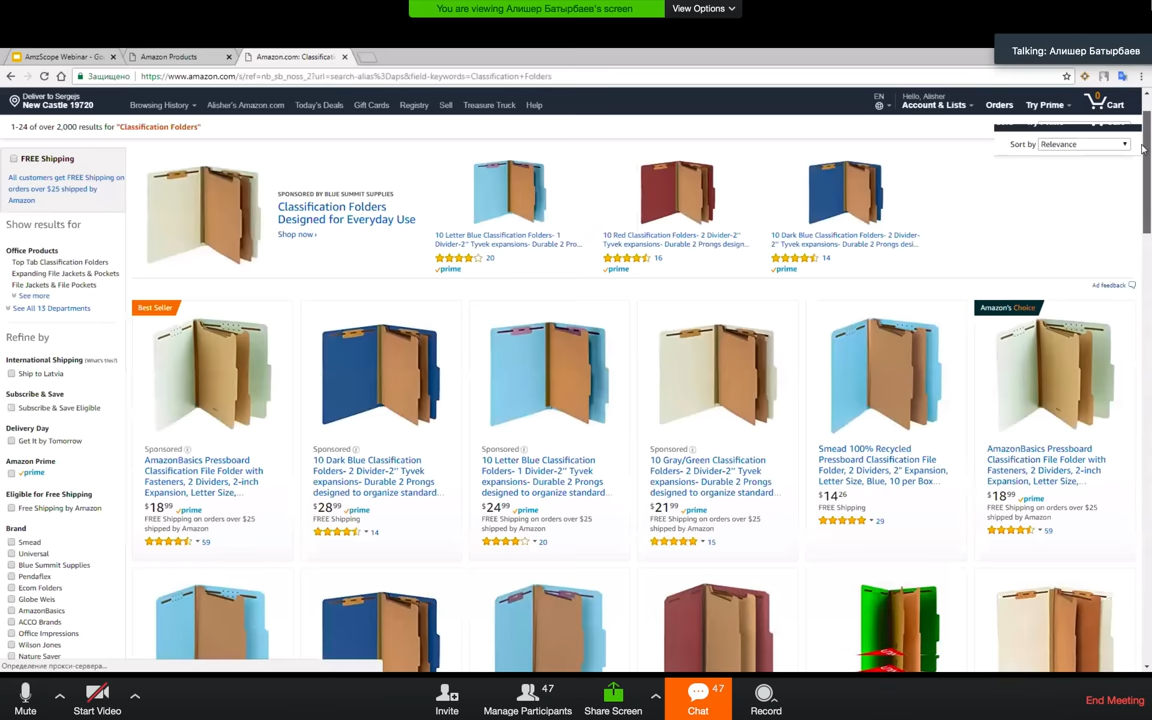 You are viewing Алишер Батырбаев's screen
View Options
Talking: Алишер Батырбаев
AmzScope Webinar - Go
Amazon Products
Amazon.com: Classificati
Защищено
https://www.amazon.com/s/ref=nb_sb_noss_2?url=search-alias%3Daps&field-keywords=Classification+Folders
Deliver to Sergejs
New Castle 19720
Browsing History
Alisher's Amazon.com
Today's Deals
Gift Cards
Registry
Sell
Treasure Truck
Help
EN
Hello, Alisher
Account & Lists
Orders
Try Prime
0
Cart
1-24 of over 2,000 results for "Classification Folders"
Sort by
Relevance
FREE Shipping
All customers get FREE Shipping on
orders over $25 shipped by
Amazon
Show results for
Office Products
Top Tab Classification Folders
Expanding File Jackets & Pockets
File Jackets & File Pockets
See more
See All 13 Departments
Refine by
International Shipping (What's this?)
Ship to Latvia
Subscribe & Save
Subscribe & Save Eligible
Delivery Day
Get It by Tomorrow
Amazon Prime
prime
Eligible for Free Shipping
Free Shipping by Amazon
Brand
Smead
Universal
Blue Summit Supplies
Pendaflex
Ecom Folders
Globe Weis
AmazonBasics
ACCO Brands
Office Impressions
Wilson Jones
Nature Saver
Определение прокси-сервера...
SPONSORED BY BLUE SUMMIT SUPPLIES
Classification Folders
Designed for Everyday Use
Shop now ›
10 Letter Blue Classification Folders- 1
Divider-2" Tyvek expansions- Durable 2 Pro...
20
prime
10 Red Classification Folders- 2 Divider-2"
Tyvek expansions- Durable 2 Prongs design...
16
prime
10 Dark Blue Classification Folders- 2 Divider-
2" Tyvek expansions- Durable 2 Prongs desi...
14
prime
Ad feedback
Best Seller
Sponsored
AmazonBasics Pressboard
Classification File Folder with
Fasteners, 2 Dividers, 2-inch
Expansion, Letter Size,...
$18.99 prime
FREE Shipping on orders over $25
shipped by Amazon
59
Sponsored
10 Dark Blue Classification
Folders- 2 Divider-2" Tyvek
expansions- Durable 2 Prongs
designed to organize standard...
$28.99 prime
FREE Shipping
14
Sponsored
10 Letter Blue Classification
Folders- 1 Divider-2" Tyvek
expansions- Durable 2 Prongs
designed to organize standard...
$24.99 prime
FREE Shipping on orders over $25
shipped by Amazon
20
Sponsored
10 Gray/Green Classification
Folders- 2 Divider-2" Tyvek
expansions- Durable 2 Prongs
designed to organize standard...
$21.99 prime
FREE Shipping on orders over $25
shipped by Amazon
15
Smead 100% Recycled
Pressboard Classification File
Folder, 2 Dividers, 2" Expansion,
Letter Size, Blue, 10 per Box...
$14.26
FREE Shipping
29
Amazon's Choice
AmazonBasics Pressboard
Classification File Folder with
Fasteners, 2 Dividers, 2-inch
Expansion, Letter Size,...
$18.99 prime
FREE Shipping on orders over $25
shipped by Amazon
59
Mute
Start Video
Invite
47
Manage Participants
Share Screen
47
Chat
Record
End Meeting